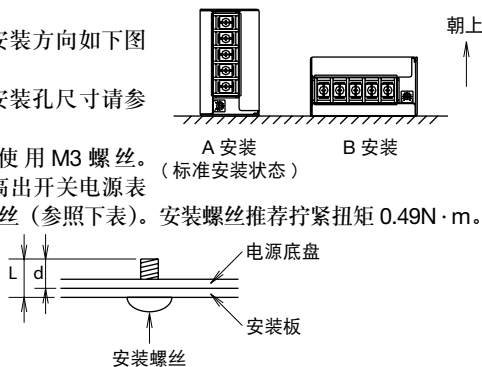 安装方向如下图
朝上
安装孔尺寸请参
A 安装
B 安装
(标准安装状态)
使用 M3 螺丝。
高出开关电源表
丝(参照下表)。安装螺丝推荐拧紧扭矩 0.49N·m。
电源底盘
L
d
安装板
安装螺丝